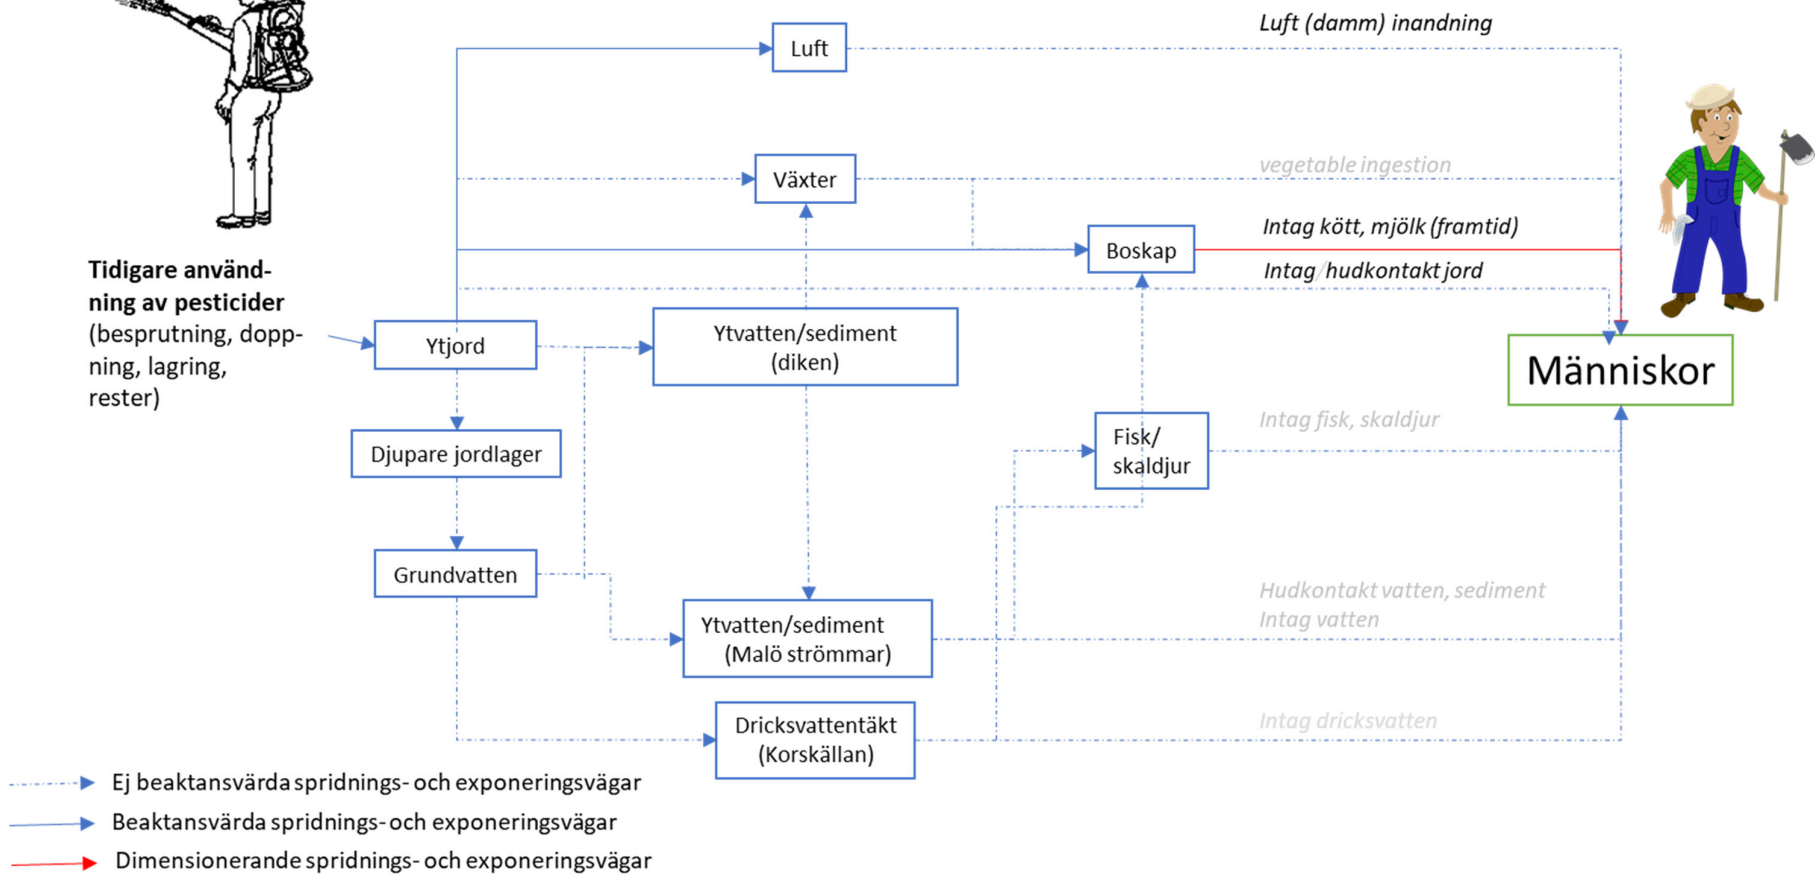 Luft (damm) inandning
Luft
vegetable ingestion
Växter
Intag kött, mjölk (framtid)
Boskap
Intag/hudkontakt jord
Tidigare använd-
ning av pesticider
(besprutning, dopp-
ning, lagring,
rester)
Ytjord
Ytvatten/sediment
(diken)
Människor
Djupare jordlager
Intag fisk, skaldjur
Fisk/
skaldjur
Grundvatten
Hudkontakt vatten, sediment
Intag vatten
Ytvatten/sediment
(Malö strömmar)
Intag dricksvatten
Dricksvattentäkt
(Korskällan)
Ej beaktansvärda spridnings- och exponeringsvägar
Beaktansvärda spridnings- och exponeringsvägar
Dimensionerande spridnings- och exponeringsvägar